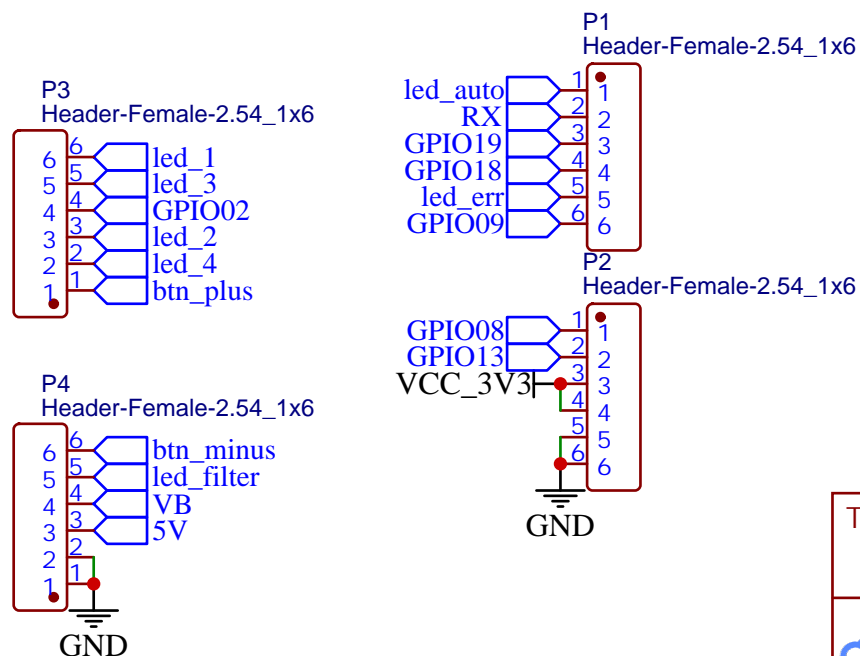 P3
Header-Female-2.54_1x6
6 6 led_1
5 5 led_3
4 4 GPIO02
3 3 led_2
2 2 led_4
1 1 btn_plus
P4
Header-Female-2.54_1x6
6 6 btn_minus
5 5 led_filter
4 4 VB
3 3 5V
2 2
1 1
GND
P1
Header-Female-2.54_1x6
led_auto 1 1
RX 2 2
GPIO19 3 3
GPIO18 4 4
led_err 5 5
GPIO09 6 6
P2
Header-Female-2.54_1x6
GPIO08 1 1
GPIO13 2 2
VCC_3V3 3 3
4 4
5 5
6 6
GND
T